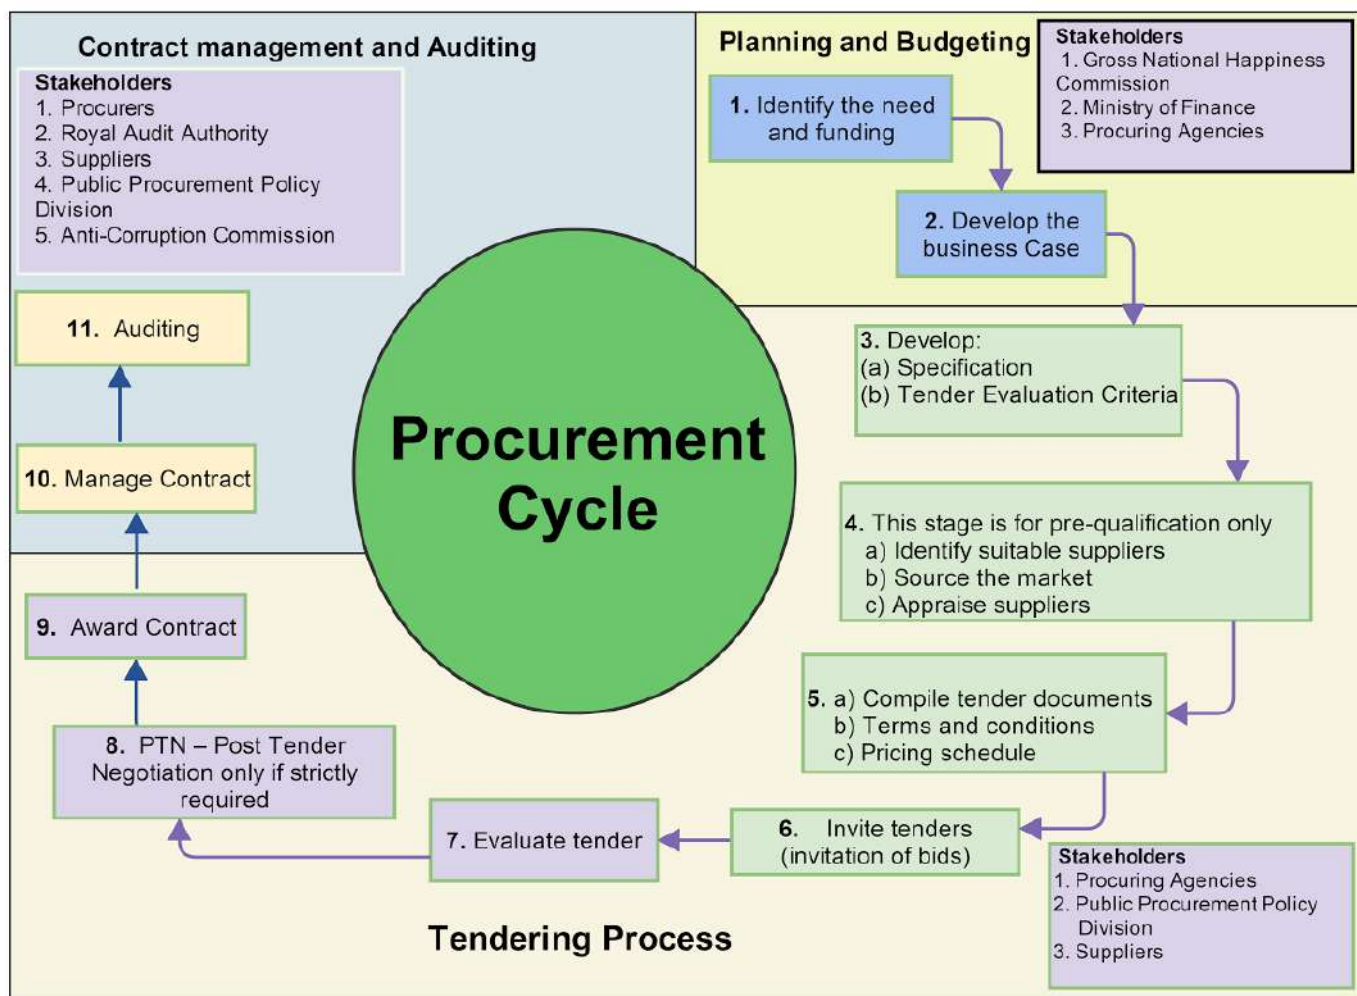 Contract management and Auditing
Stakeholders
1. Procurers
2. Royal Audit Authority
3. Suppliers
4. Public Procurement Policy
Division
5. Anti-Corruption Commission
Planning and Budgeting
Stakeholders
1. Gross National Happiness
Commission
2. Ministry of Finance
3. Procuring Agencies
1. Identify the need
and funding
2. Develop the
business Case
3. Develop:
(a) Specification
(b) Tender Evaluation Criteria
4. This stage is for pre-qualification only
a) Identify suitable suppliers
b) Source the market
c) Appraise suppliers
5. a) Compile tender documents
b) Terms and conditions
c) Pricing schedule
6. Invite tenders
(invitation of bids)
7. Evaluate tender
8. PTN – Post Tender
Negotiation only if strictly
required
9. Award Contract
10. Manage Contract
11. Auditing
Procurement
Cycle
Stakeholders
1. Procuring Agencies
2. Public Procurement Policy
Division
3. Suppliers
Tendering Process